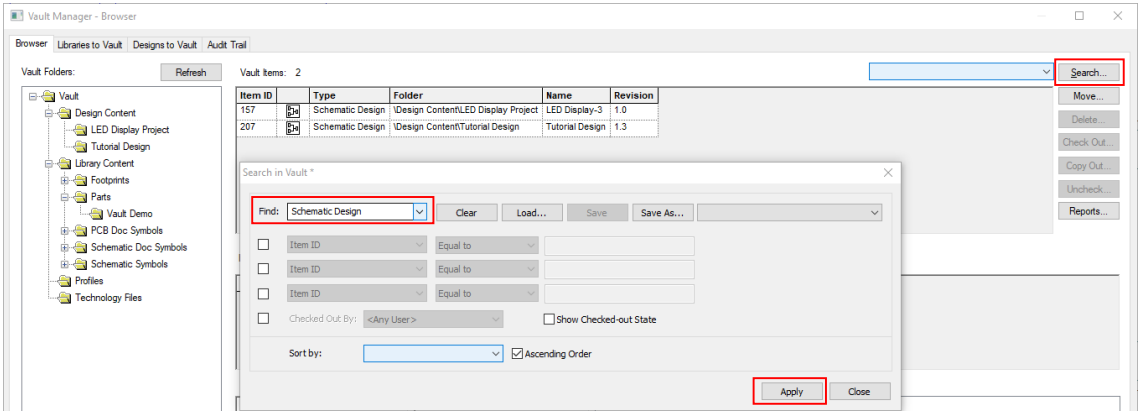 Vault Manager - Browser
Browser Libraries to Vault Designs to Vault Audit Trail
Vault Folders: Refresh Vault Items: 2 Search...
Vault
Design Content
LED Display Project
Tutorial Design
Library Content
Footprints
Parts
Vault Demo
PCB Doc Symbols
Schematic Doc Symbols
Schematic Symbols
Profiles
Technology Files
Item ID Type Folder Name Revision
157 Schematic Design \Design Content\LED Display Project LED Display-3 1.0
207 Schematic Design \Design Content\Tutorial Design Tutorial Design 1.3
Move...
Delete...
Check Out...
Copy Out...
Uncheck...
Reports...
Search in Vault *
Find: Schematic Design Clear Load... Save Save As...
Item ID Equal to
Item ID Equal to
Item ID Equal to
Checked Out By: <Any User> Show Checked-out State
Sort by: Ascending Order
Apply Close